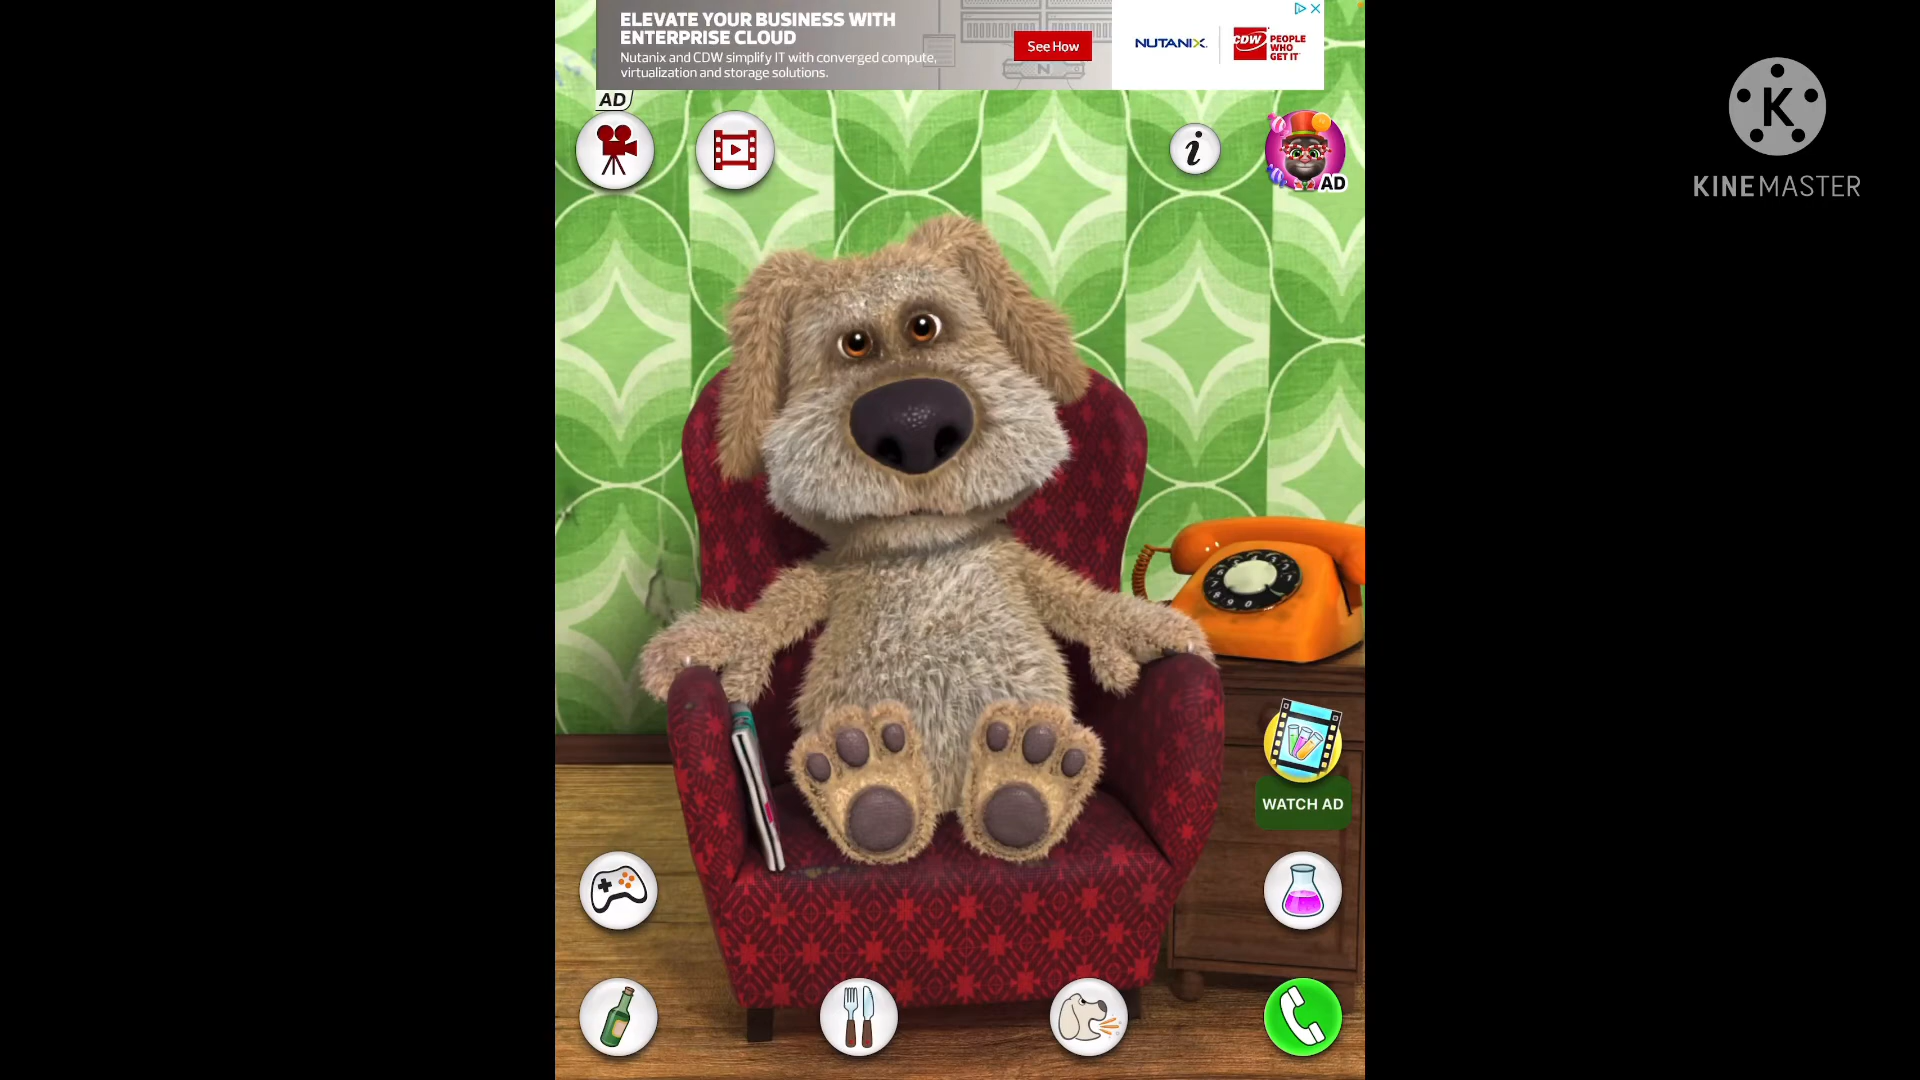 ELEVATE YOUR BUSINESS WITH
ENTERPRISE CLOUD
Nutanix and CDW simplify IT with converged compute,
virtualization and storage solutions.
See How
N
NUTANIX
CDW
PEOPLE
WHO
GET IT
AD
i
AD
K
KINEMASTER
WATCH AD